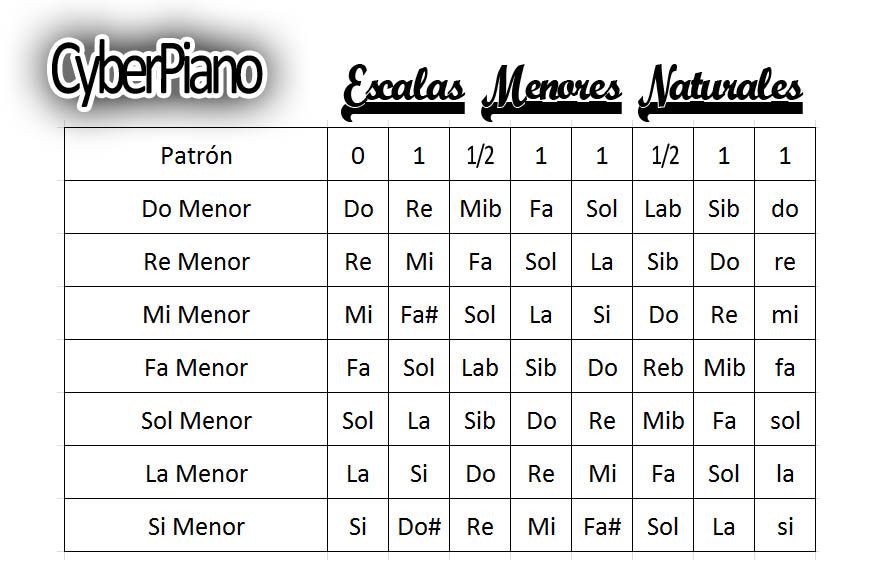 CyberPiano
Escalas Menores Naturales
Patrón 0 1 1/2 1 1 1/2 1 1
Do Menor Do Re Mib Fa Sol Lab Sib do
Re Menor Re Mi Fa Sol La Sib Do re
Mi Menor Mi Fa# Sol La Si Do Re mi
Fa Menor Fa Sol Lab Sib Do Reb Mib fa
Sol Menor Sol La Sib Do Re Mib Fa sol
La Menor La Si Do Re Mi Fa Sol la
Si Menor Si Do# Re Mi Fa# Sol La si